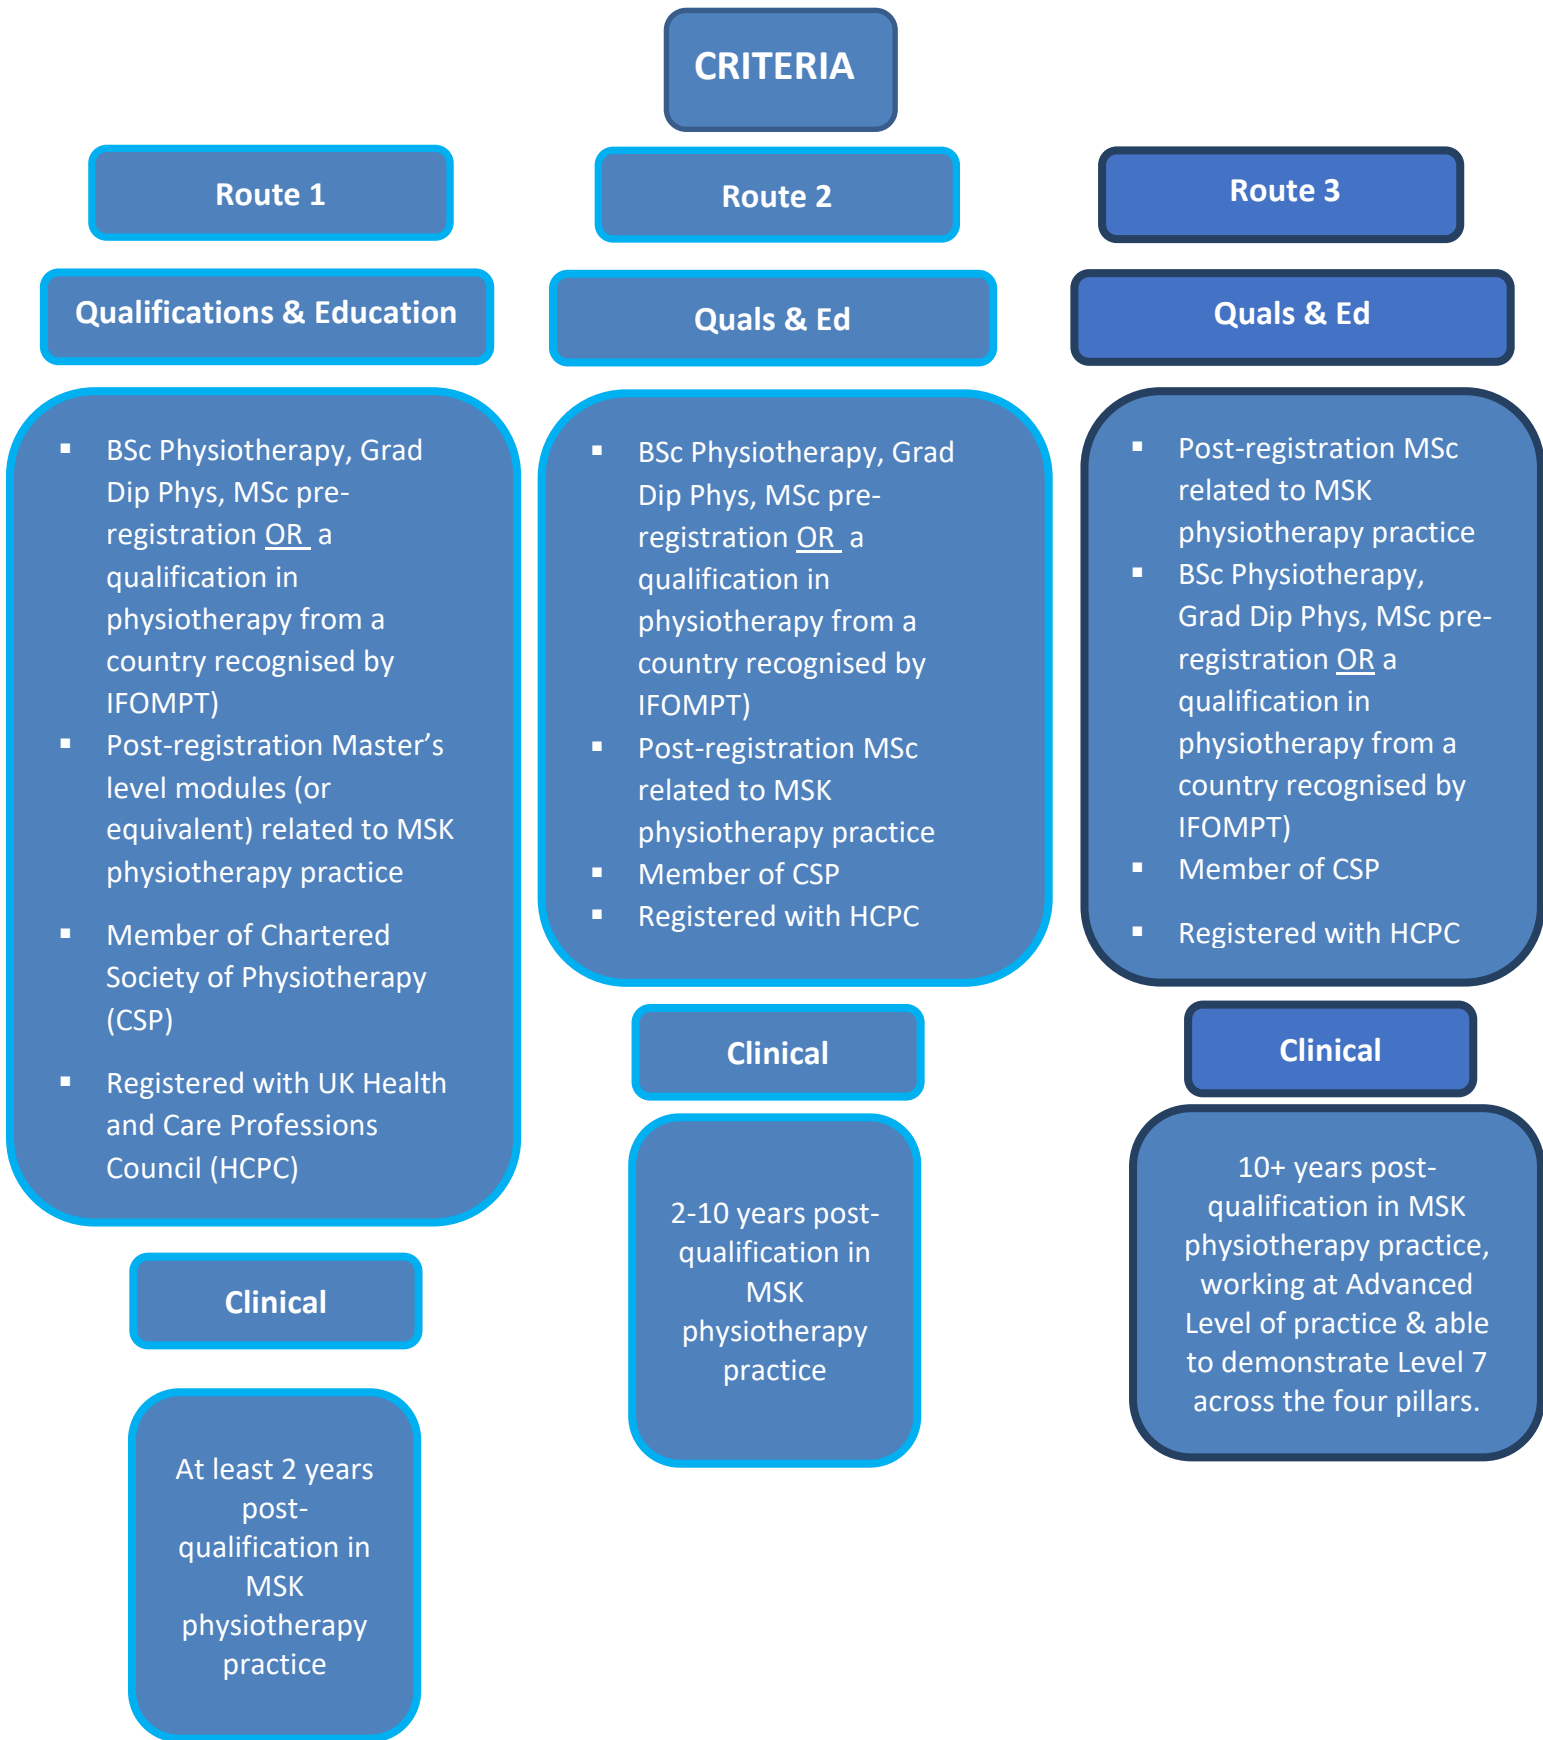 CRITERIA
Route 1
Qualifications & Education
▪ BSc Physiotherapy, Grad
Dip Phys, MSc pre-
registration OR a
qualification in
physiotherapy from a
country recognised by
IFOMPT)
▪ Post-registration Master’s
level modules (or
equivalent) related to MSK
physiotherapy practice
▪ Member of Chartered
Society of Physiotherapy
(CSP)
▪ Registered with UK Health
and Care Professions
Council (HCPC)
Clinical
At least 2 years
post-
qualification in
MSK
physiotherapy
practice
Route 2
Quals & Ed
▪ BSc Physiotherapy, Grad
Dip Phys, MSc pre-
registration OR a
qualification in
physiotherapy from a
country recognised by
IFOMPT)
▪ Post-registration MSc
related to MSK
physiotherapy practice
▪ Member of CSP
▪ Registered with HCPC
Clinical
2-10 years post-
qualification in
MSK
physiotherapy
practice
Route 3
Quals & Ed
▪ Post-registration MSc
related to MSK
physiotherapy practice
▪ BSc Physiotherapy,
Grad Dip Phys, MSc pre-
registration OR a
qualification in
physiotherapy from a
country recognised by
IFOMPT)
▪ Member of CSP
▪ Registered with HCPC
Clinical
10+ years post-
qualification in MSK
physiotherapy practice,
working at Advanced
Level of practice & able
to demonstrate Level 7
across the four pillars.